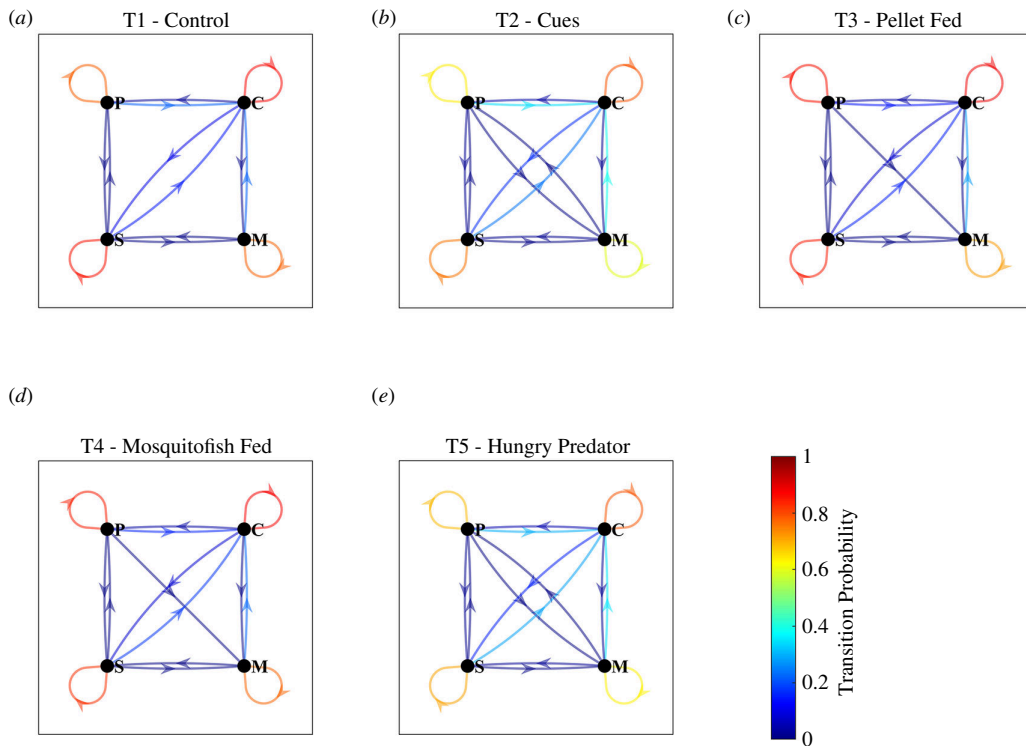 (a) T1 - Control
(b) T2 - Cues
(c) T3 - Pellet Fed
P C
S M
P C
S M
P C
S M
(d) T4 - Mosquitofish Fed
(e) T5 - Hungry Predator
P C
S M
P C
S M
1
0.8
0.6
0.4
0.2
0
Transition Probability